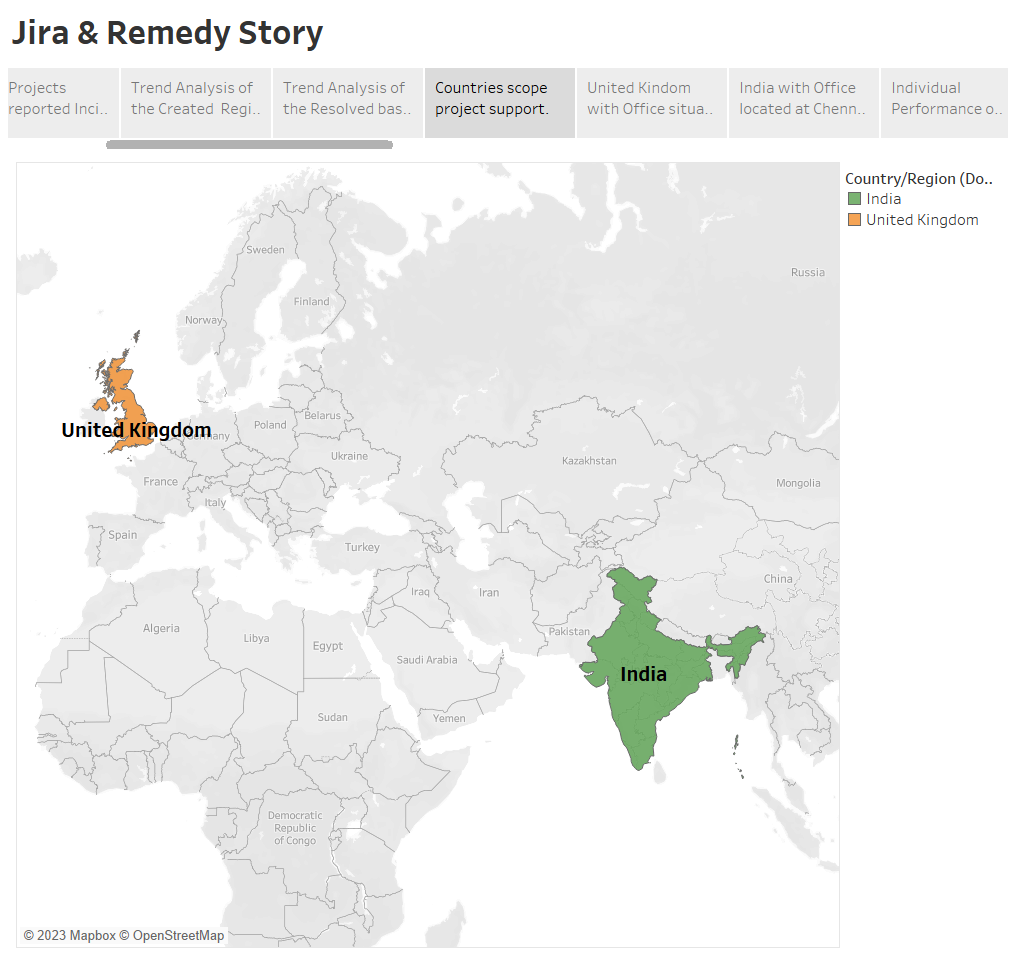 Jira & Remedy Story
Projects
reported Inci..
Trend Analysis of
the Created Regi..
Trend Analysis of
the Resolved bas..
Countries scope
project support.
United Kindom
with Office situa..
India with Office
located at Chenn..
Individual
Performance o..
Country/Region (Do..
India
United Kingdom
Sweden
Russia
Finland
Norway
Belarus
Poland
United Kingdom
Ukraine
Kazakhstan
France
Mongolia
Italy
Spain
Turkey
China
Iraq
Iran
Algeria
Pakistan
Libya
Egypt
Saudi Arabia
India
Sudan
Yemen
Democratic
Republic
of Congo
© 2023 Mapbox © OpenStreetMap